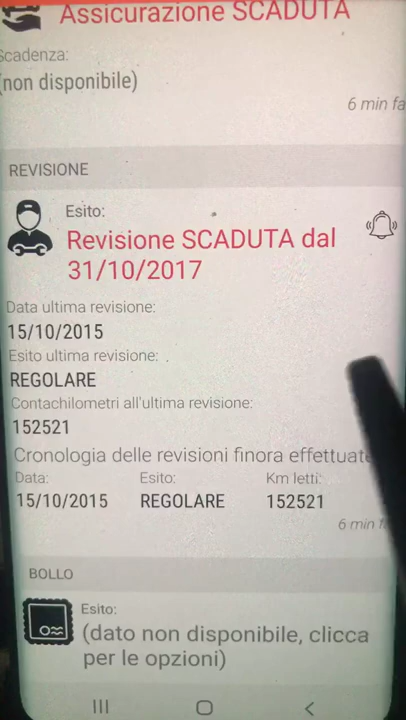 Assicurazione SCADUTA
Scadenza:
(non disponibile)
6 min fa
REVISIONE
Esito:
Revisione SCADUTA dal
31/10/2017
Data ultima revisione:
15/10/2015
Esito ultima revisione:
REGOLARE
Contachilometri all'ultima revisione:
152521
Cronologia delle revisioni finora effettuate
Data: Esito: Km letti:
15/10/2015 REGOLARE 152521
6 min
BOLLO
Esito:
(dato non disponibile, clicca
per le opzioni)